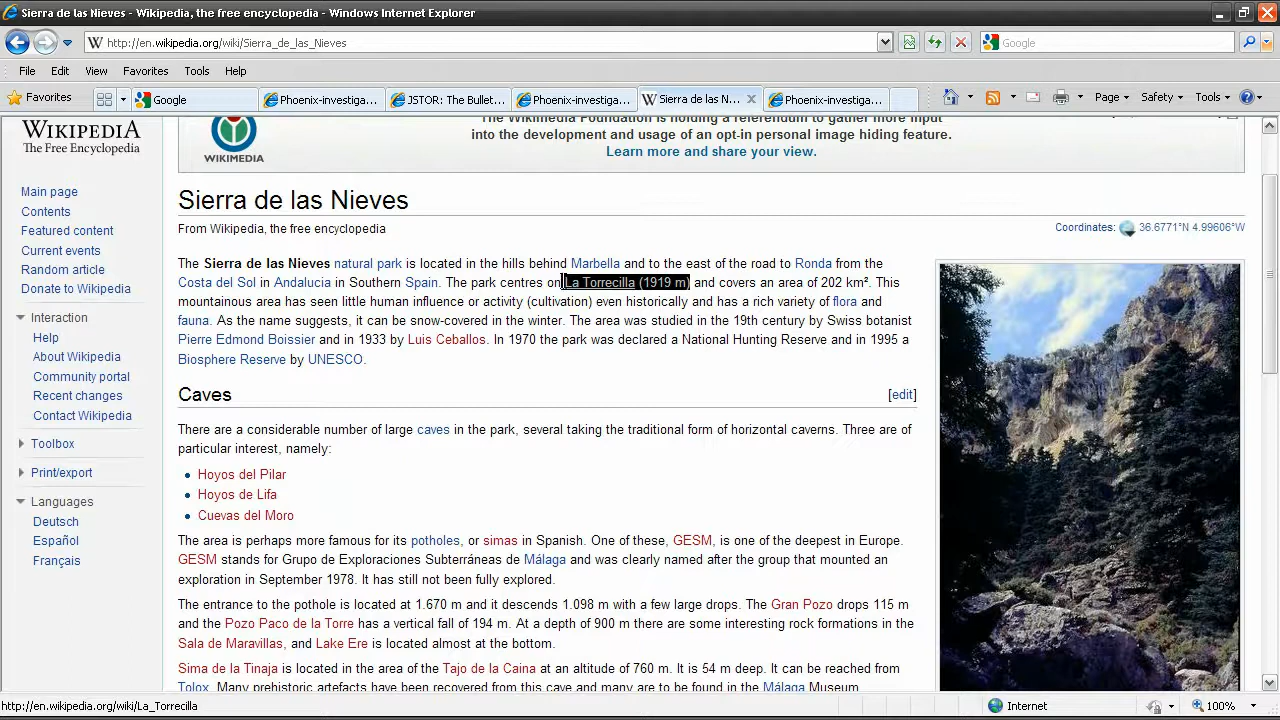 Sierra de las Nieves - Wikipedia, the free encyclopedia - Windows Internet Explorer
http://en.wikipedia.org/wiki/Sierra_de_las_Nieves
Google
File Edit View Favorites Tools Help
Favorites
Google
Phoenix-investiga...
JSTOR: The Bullet...
Phoenix-investiga...
Sierra de las N...
Phoenix-investiga...
Page
Safety
Tools
WIKIPEDIA
The Free Encyclopedia
Main page
Contents
Featured content
Current events
Random article
Donate to Wikipedia
Interaction
Help
About Wikipedia
Community portal
Recent changes
Contact Wikipedia
Toolbox
Print/export
Languages
Deutsch
Español
Français
WIKIMEDIA
The Wikimedia Foundation is holding a referendum to gather more input
into the development and usage of an opt-in personal image hiding feature.
Learn more and share your view.
Sierra de las Nieves
From Wikipedia, the free encyclopedia
Coordinates: 36.6771°N 4.99606°W
The Sierra de las Nieves natural park is located in the hills behind Marbella and to the east of the road to Ronda from the
Costa del Sol in Andalucia in Southern Spain. The park centres on La Torrecilla (1919 m) and covers an area of 202 km². This
mountainous area has seen little human influence or activity (cultivation) even historically and has a rich variety of flora and
fauna. As the name suggests, it can be snow-covered in the winter. The area was studied in the 19th century by Swiss botanist
Pierre Edmund Boissier and in 1933 by Luis Ceballos. In 1970 the park was declared a National Hunting Reserve and in 1995 a
Biosphere Reserve by UNESCO.
Caves
[edit]
There are a considerable number of large caves in the park, several taking the traditional form of horizontal caverns. Three are of
particular interest, namely:
Hoyos del Pilar
Hoyos de Lifa
Cuevas del Moro
The area is perhaps more famous for its potholes, or simas in Spanish. One of these, GESM, is one of the deepest in Europe.
GESM stands for Grupo de Exploraciones Subterráneas de Málaga and was clearly named after the group that mounted an
exploration in September 1978. It has still not been fully explored.
The entrance to the pothole is located at 1.670 m and it descends 1.098 m with a few large drops. The Gran Pozo drops 115 m
and the Pozo Paco de la Torre has a vertical fall of 194 m. At a depth of 900 m there are some interesting rock formations in the
Sala de Maravillas, and Lake Ere is located almost at the bottom.
Sima de la Tinaja is located in the area of the Tajo de la Caina at an altitude of 760 m. It is 54 m deep. It can be reached from
Tolox. Many prehistoric artefacts have been recovered from this cave and many are to be found in the Málaga Museum
http://en.wikipedia.org/wiki/La_Torrecilla
Internet
100%